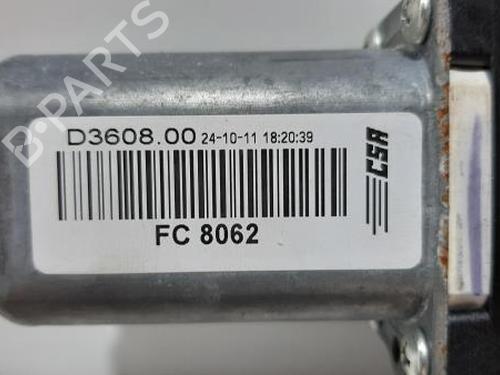 D3608.00 24-10-11 18:20:39
CSA
FC 8062
B-PARTS